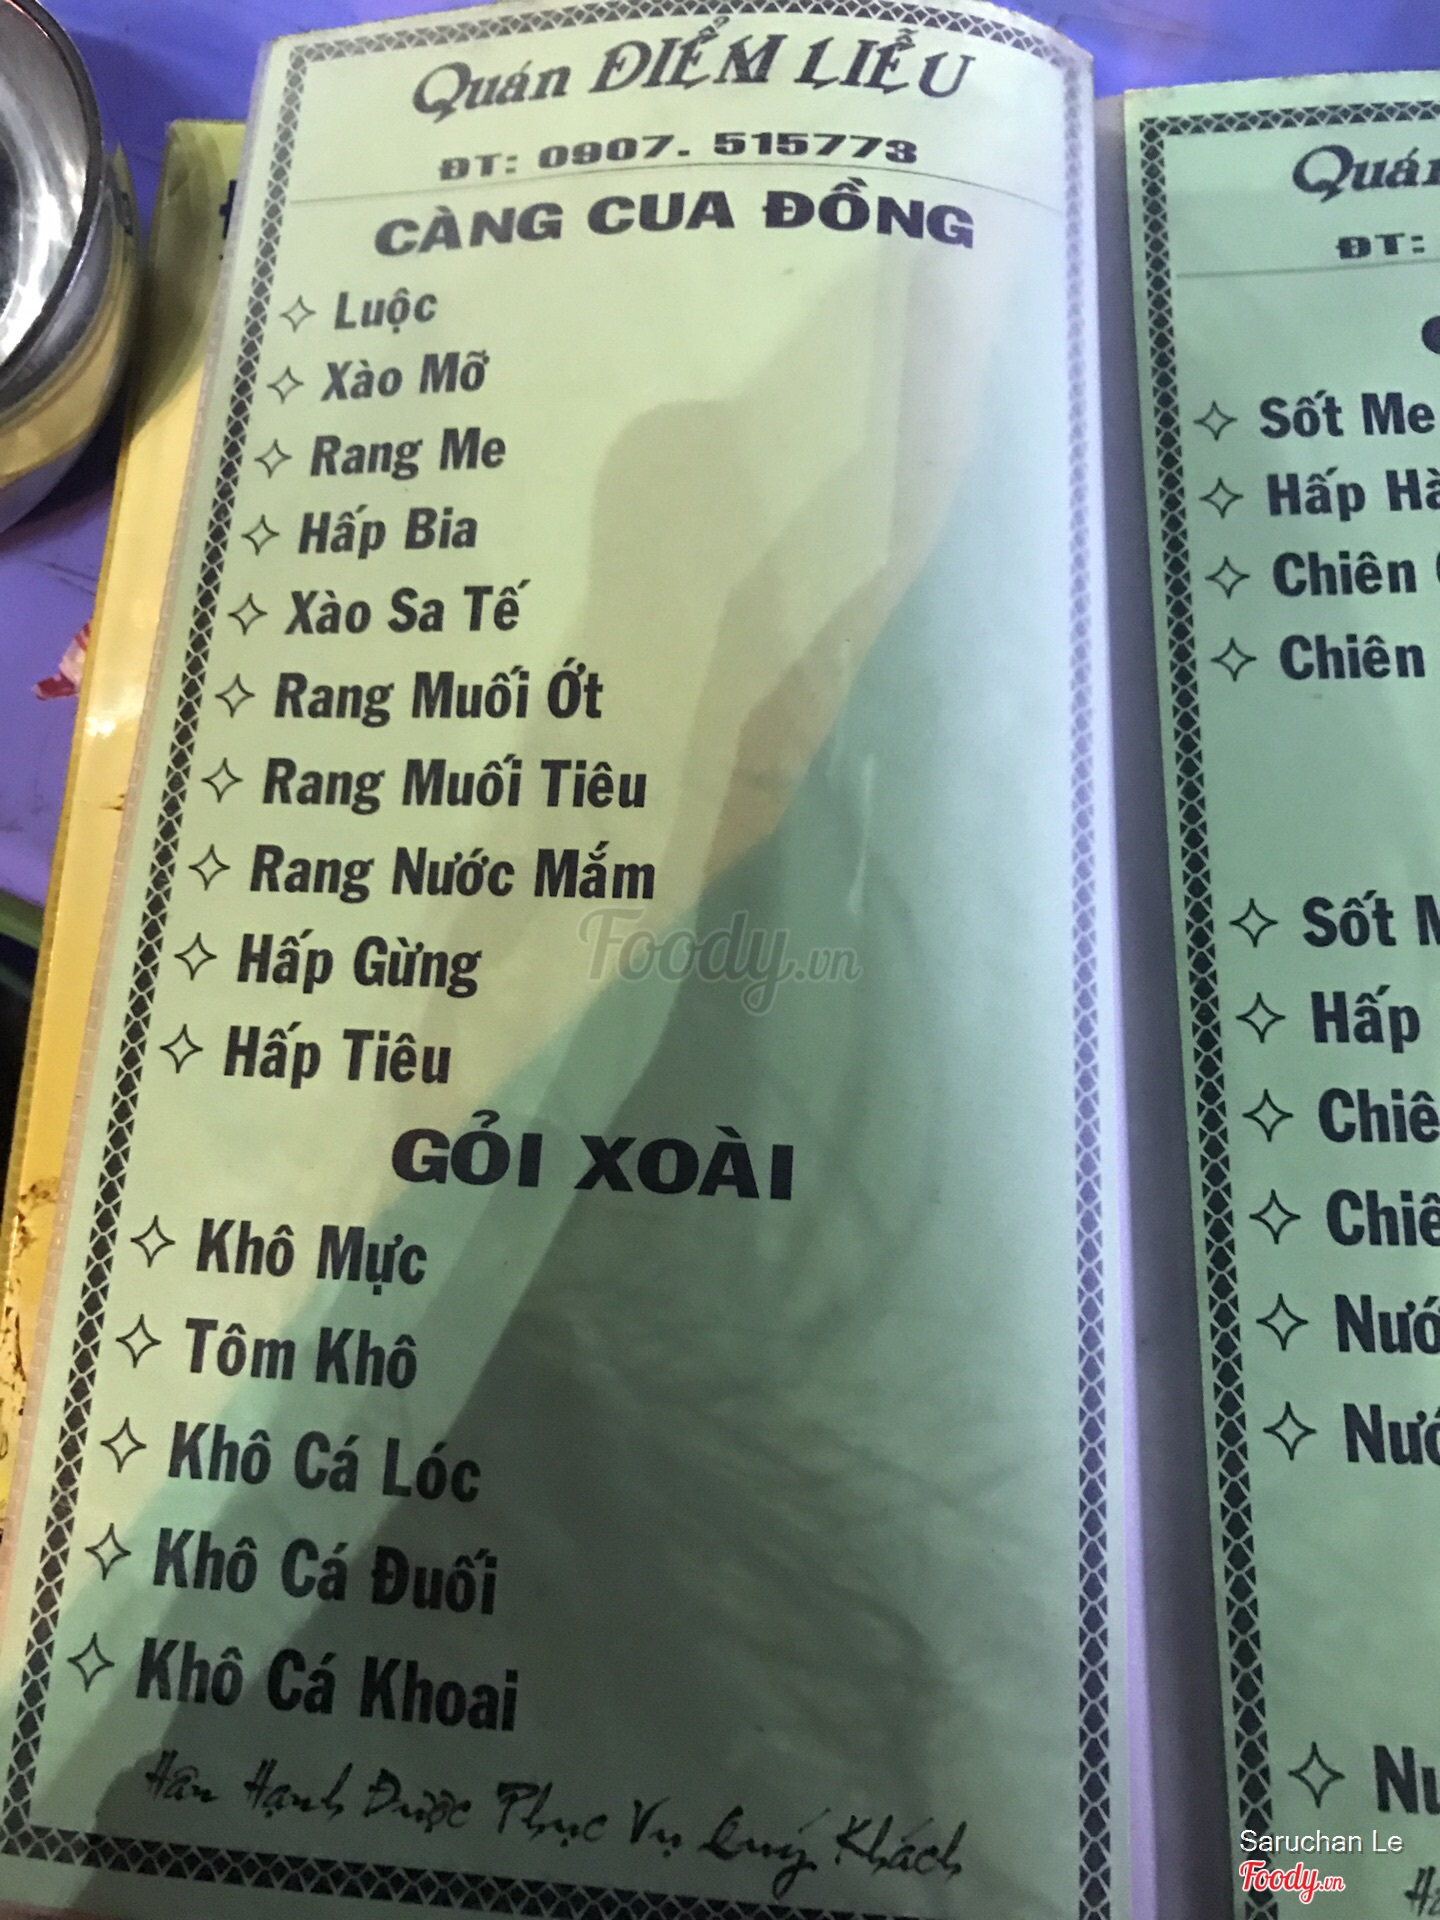 Quán ĐIỂM LIỄU
ĐT: 0907. 515773
CÀNG CUA ĐỒNG
Luộc
Xào Mỡ
Rang Me
Hấp Bia
Xào Sa Tế
Rang Muối Ớt
Rang Muối Tiêu
Rang Nước Mắm
Hấp Gừng
Hấp Tiêu
GỎI XOÀI
Khô Mực
Tôm Khô
Khô Cá Lóc
Khô Cá Đuối
Khô Cá Khoai
Hân Hạnh Được Phục Vụ Quý Khách
ĐT:
Sốt Me
Hấp
Chiên
Chiên
Sốt
Hấp
Foody.vn
Saruchan Le
Foody.vn